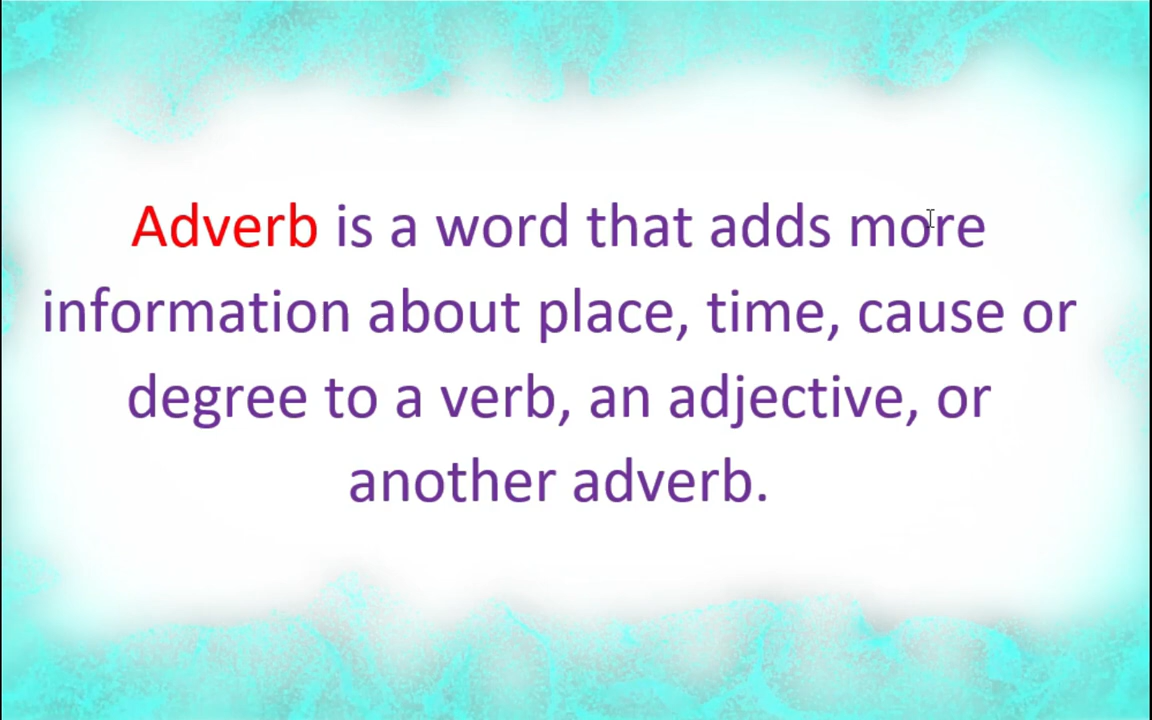 Adverb is a word that adds more
information about place, time, cause or
degree to a verb, an adjective, or
another adverb.